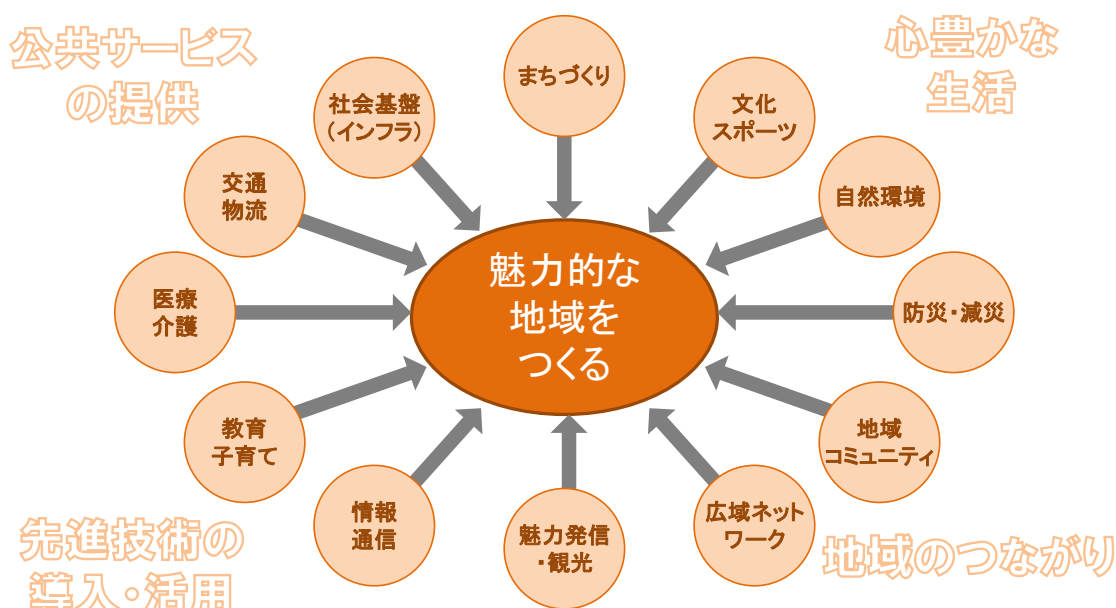 公共サービス
の提供
心豊かな
生活
まちづくり
社会基盤
（インフラ）
文化
スポーツ
交通
物流
自然環境
医療
介護
魅力的な
地域を
つくる
防災・減災
教育
子育て
地域
コミュニティ
情報
通信
魅力発信
・観光
広域ネット
ワーク
先進技術の
導入・活用
地域のつながり